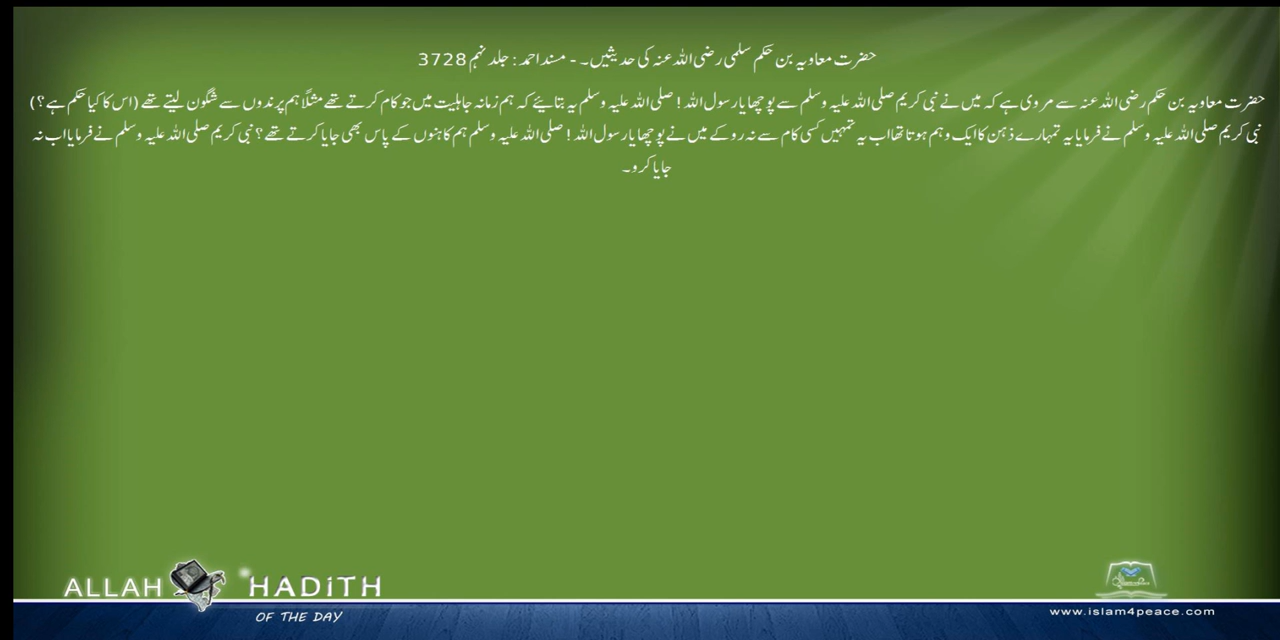 حضرت معاویہ بن حکم سلمی رضی اللہ عنہ کی حدیثیں۔ - مسند احمد : جلد نہم 3728
حضرت معاویہ بن حکم رضی اللہ عنہ سے مروی ہے کہ میں نے نبی کریم صلی اللہ علیہ وسلم سے پوچھا یا رسول اللہ ! صلی اللہ علیہ وسلم یہ بتایئے کہ ہم زمانہ جاہلیت میں جو کام کرتے تھے مثلاً ہم پرندوں سے شگون لیتے تھے (اس کا کیا حکم ہے ؟)
نبی کریم صلی اللہ علیہ وسلم نے فرمایا یہ تمہارے ذہن کا ایک وہم ہوتا تھا اب یہ تمہیں کسی کام سے نہ روکے میں نے پوچھا یا رسول اللہ ! صلی اللہ علیہ وسلم ہم کاہنوں کے پاس بھی جایا کرتے تھے ؟ نبی کریم صلی اللہ علیہ وسلم نے فرمایا اب نہ
جایا کرو۔
ALLAH HADITH
OF THE DAY
www.islam4peace.com